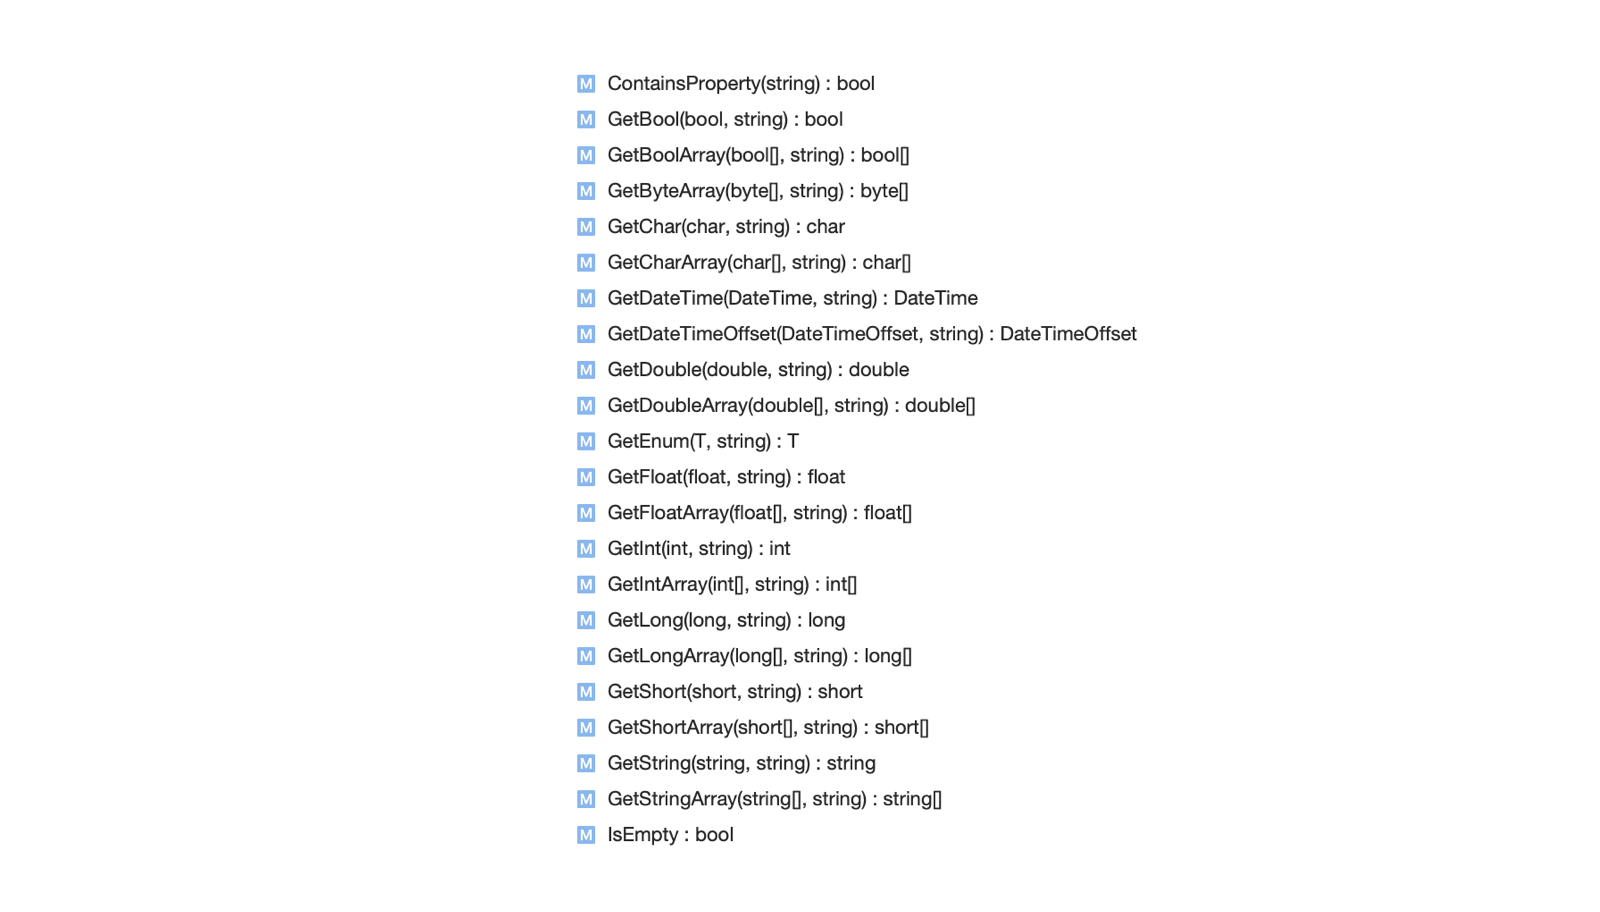 M ContainsProperty(string) : bool
M GetBool(bool, string) : bool
M GetBoolArray(bool[], string) : bool[]
M GetByteArray(byte[], string) : byte[]
M GetChar(char, string) : char
M GetCharArray(char[], string) : char[]
M GetDateTime(DateTime, string) : DateTime
M GetDateTimeOffset(DateTimeOffset, string) : DateTimeOffset
M GetDouble(double, string) : double
M GetDoubleArray(double[], string) : double[]
M GetEnum(T, string) : T
M GetFloat(float, string) : float
M GetFloatArray(float[], string) : float[]
M GetInt(int, string) : int
M GetIntArray(int[], string) : int[]
M GetLong(long, string) : long
M GetLongArray(long[], string) : long[]
M GetShort(short, string) : short
M GetShortArray(short[], string) : short[]
M GetString(string, string) : string
M GetStringArray(string[], string) : string[]
M IsEmpty : bool